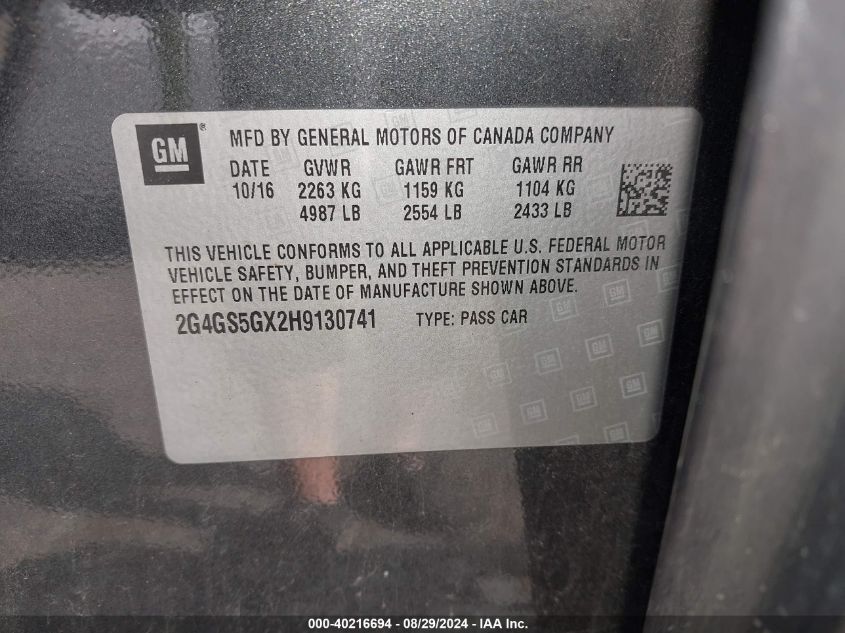 GM ®
MFD BY GENERAL MOTORS OF CANADA COMPANY
DATE GVWR GAWR FRT GAWR RR
10/16 2263 KG 1159 KG 1104 KG
4987 LB 2554 LB 2433 LB
THIS VEHICLE CONFORMS TO ALL APPLICABLE U.S. FEDERAL MOTOR
VEHICLE SAFETY, BUMPER, AND THEFT PREVENTION STANDARDS IN
EFFECT ON THE DATE OF MANUFACTURE SHOWN ABOVE.
2G4GS5GX2H9130741 TYPE: PASS CAR
000-40216694 - 08/29/2024 - IAA Inc.